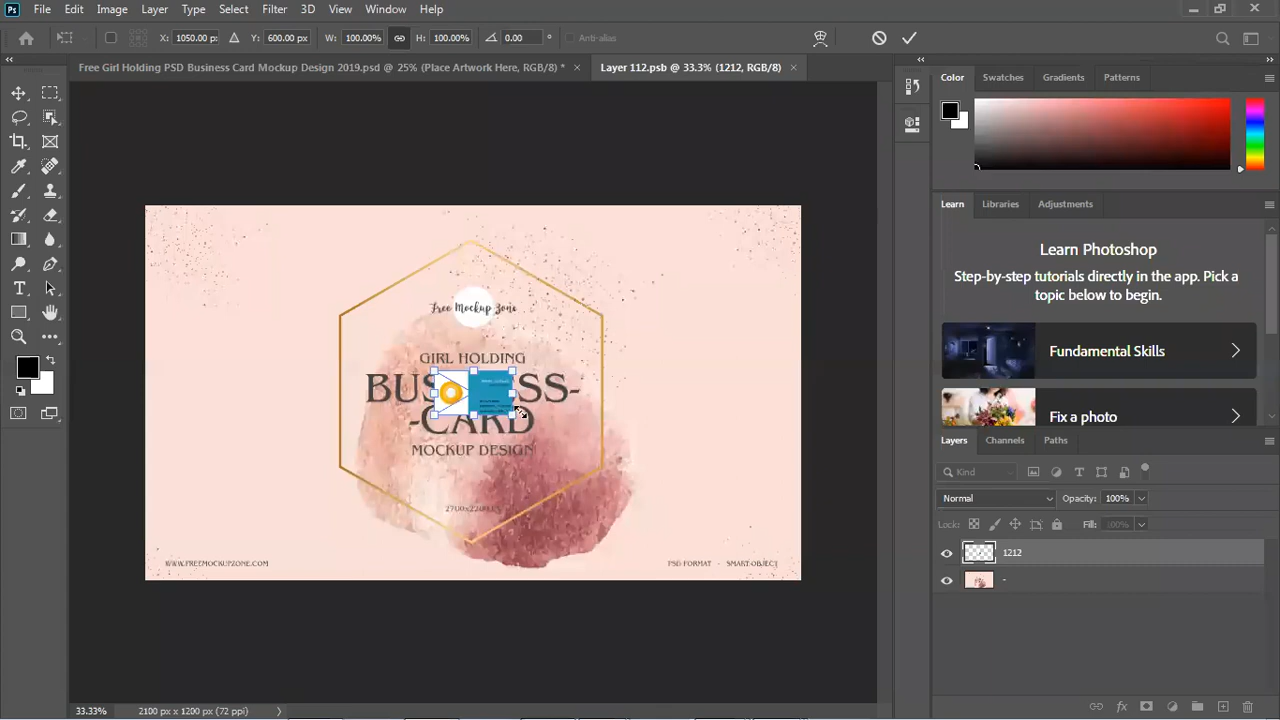 Ps File Edit Image Layer Type Select Filter 3D View Window Help
X: 1050.00 p: Y: 600.00 px W: 100.00% H: 100.00% 0.00 ° Anti-alias
Free Girl Holding PSD Business Card Mockup Design 2019.psd @ 25% (Place Artwork Here, RGB/8) * × Layer 112.psb @ 33.3% (1212, RGB/8) ×
Color Swatches Gradients Patterns
Learn Libraries Adjustments
Learn Photoshop
Step-by-step tutorials directly in the app. Pick a
topic below to begin.
Fundamental Skills
Fix a photo
Free Mockup Zone
GIRL HOLDING
BUS SS-
-CARD
MOCKUP DESIGN
WWW.FREEMOCKUPZONE.COM
PSD FORMAT - SMART-OBJECT
Layers Channels Paths
Kind
Normal Opacity: 100%
Lock: Fill: 100%
1212
-
33.33% 2100 px x 1200 px (72 ppi)